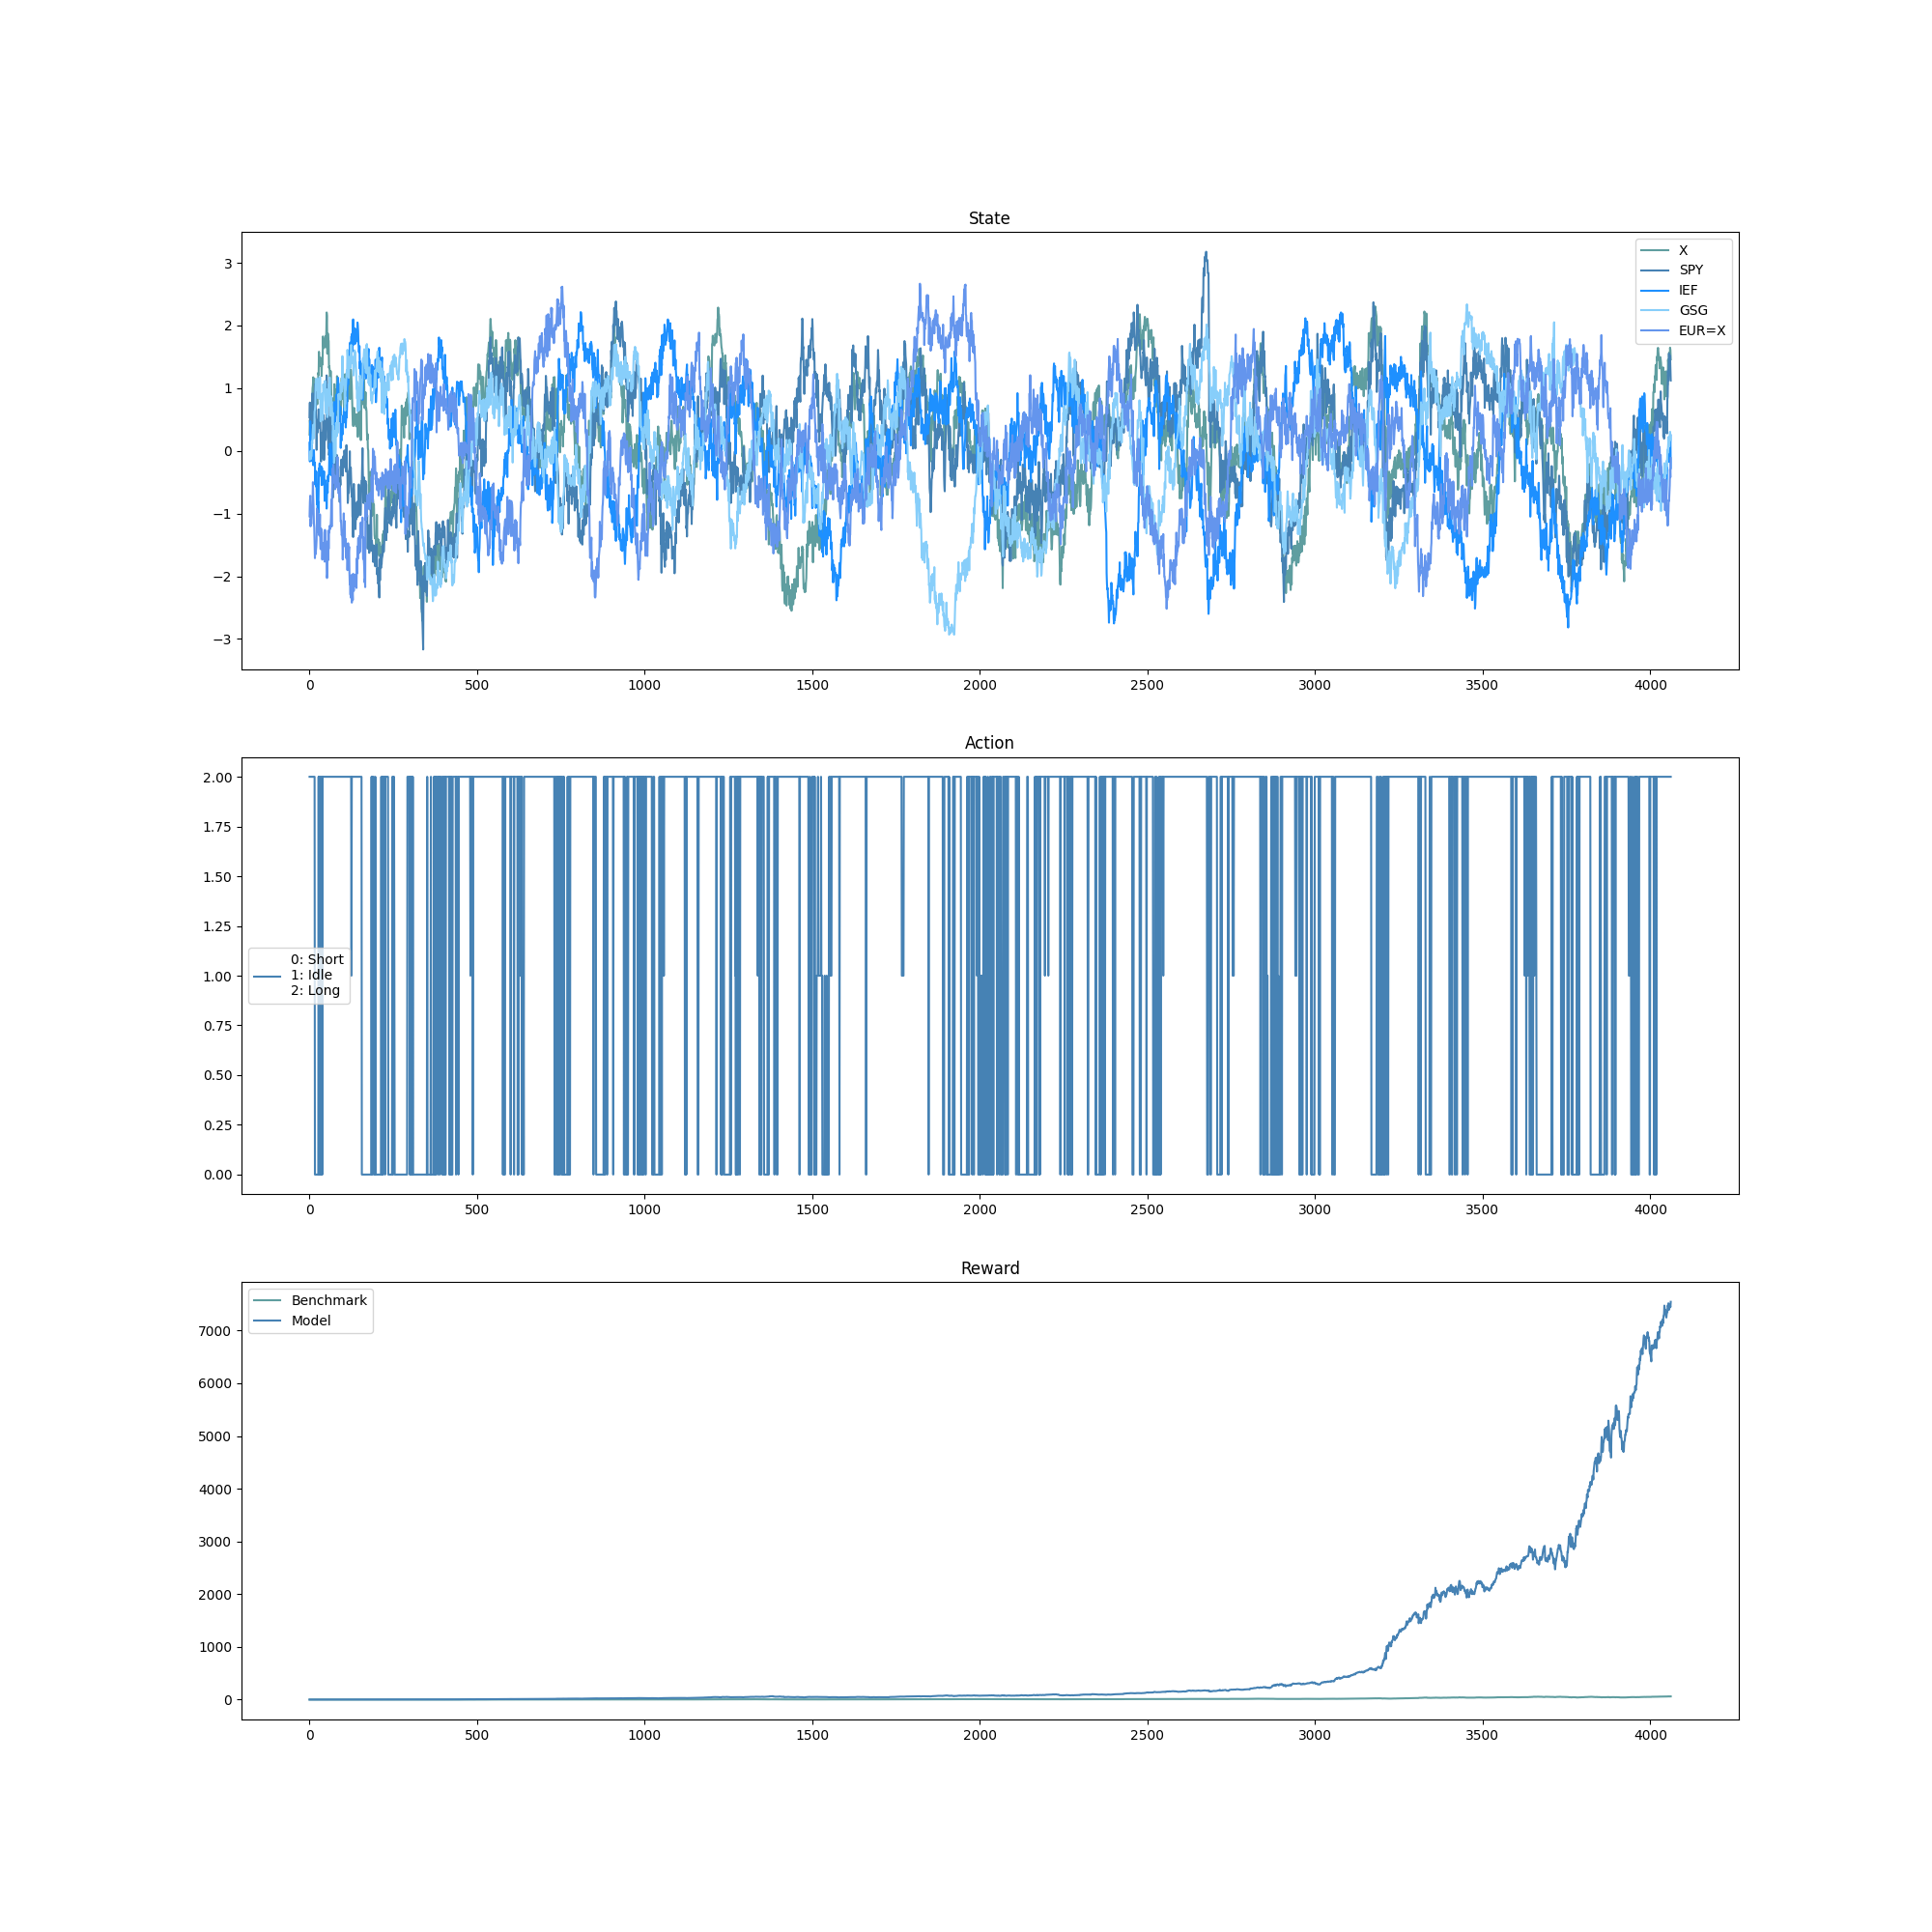 State
3
2
1
0
−1
−2
−3
X
SPY
IEF
GSG
EUR=X
0 500 1000 1500 2000 2500 3000 3500 4000
Action
2.00
1.75
1.50
1.25
1.00
0.75
0.50
0.25
0.00
0: Short
1: Idle
2: Long
0 500 1000 1500 2000 2500 3000 3500 4000
Reward
Benchmark
Model
7000
6000
5000
4000
3000
2000
1000
0
0 500 1000 1500 2000 2500 3000 3500 4000